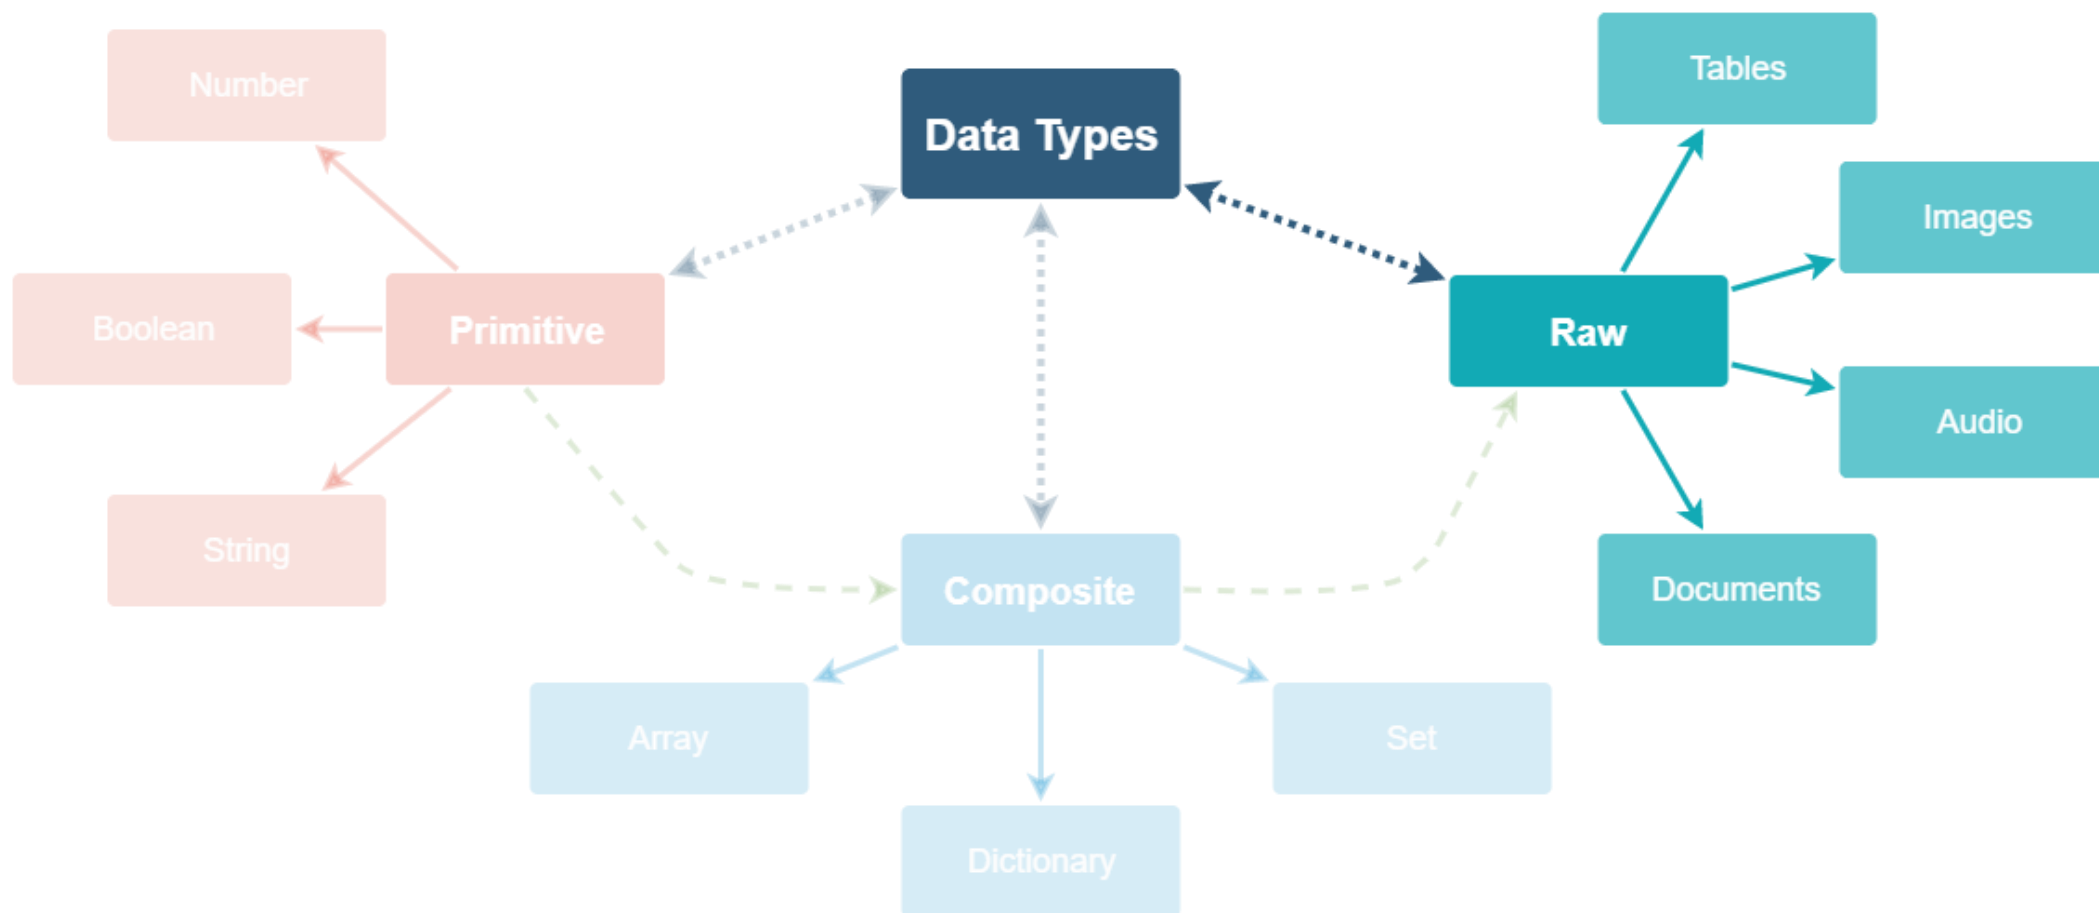 Number
Data Types
Tables
Images
Boolean
Primitive
Raw
Audio
String
Composite
Documents
Array
Set
Dictionary